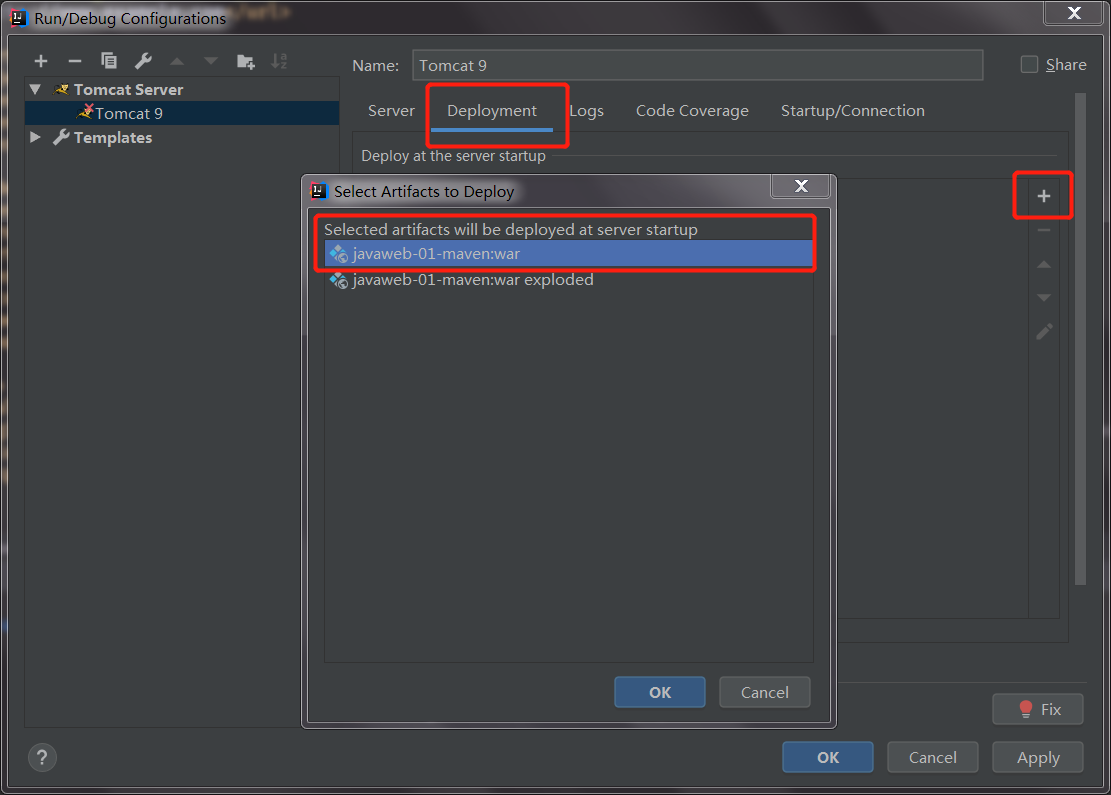 Run/Debug Configurations
X
Name: Tomcat 9
Share
Tomcat Server
Tomcat 9
Templates
Server Deployment Logs Code Coverage Startup/Connection
Deploy at the server startup
Select Artifacts to Deploy
X
Selected artifacts will be deployed at server startup
javaweb-01-maven:war
javaweb-01-maven:war exploded
OK Cancel
Fix
?
OK Cancel Apply